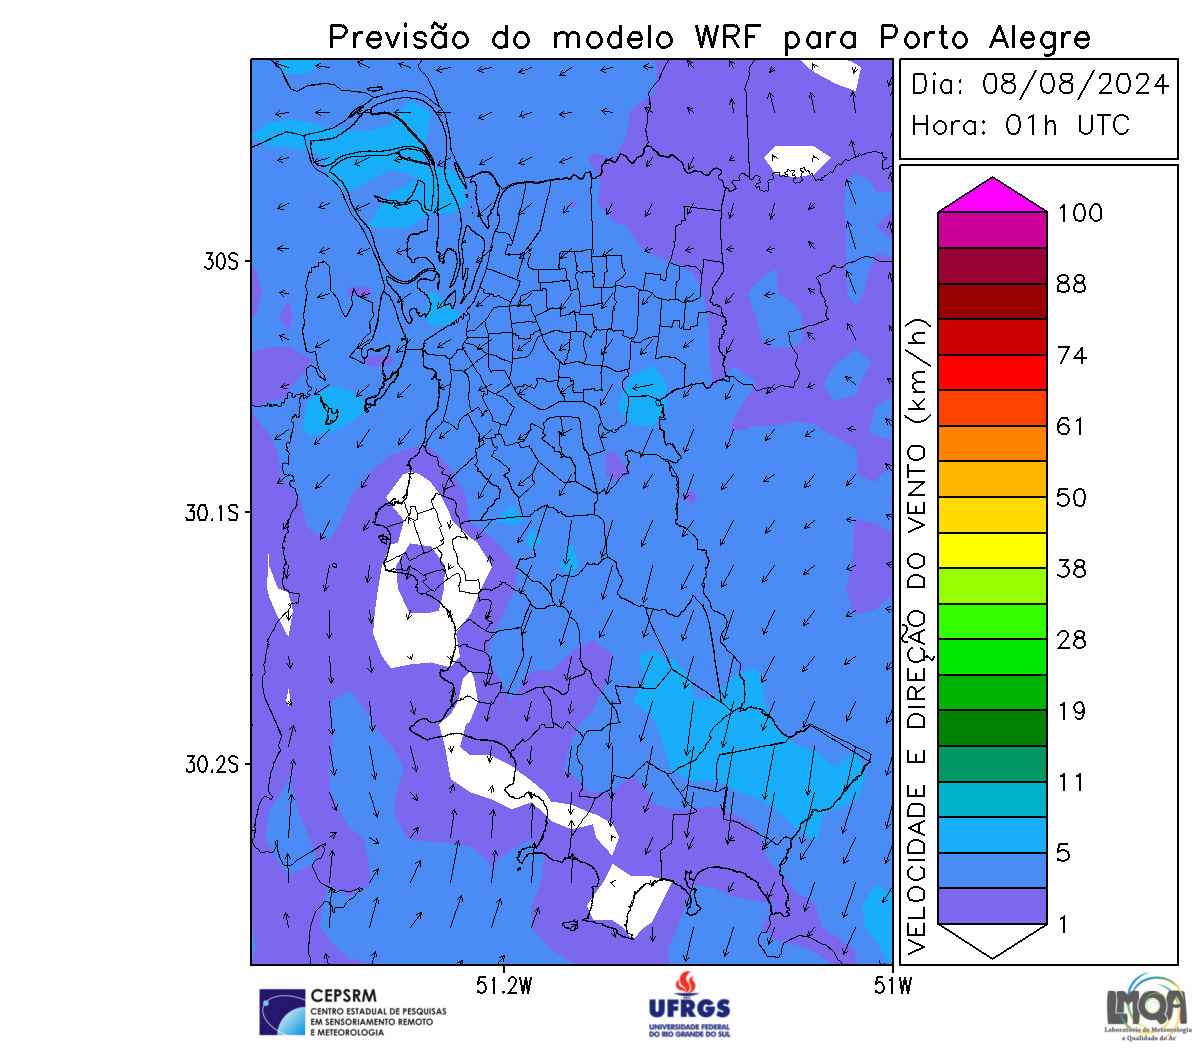 Previsão do modelo WRF para Porto Alegre
Dia: 08/08/2024
Hora: 01h UTC
30S
30.1S
30.2S
51.2W
51W
VELOCIDADE E DIREÇÃO DO VENTO (km/h)
100
88
74
61
50
38
28
19
11
5
1
CEPSRM
CENTRO ESTADUAL DE PESQUISAS
EM SENSORIAMENTO REMOTO
E METEOROLOGIA
UFRGS
UNIVERSIDADE FEDERAL
DO RIO GRANDE DO SUL
LMQA
Laboratório de Meteorologia
e Qualidade do Ar